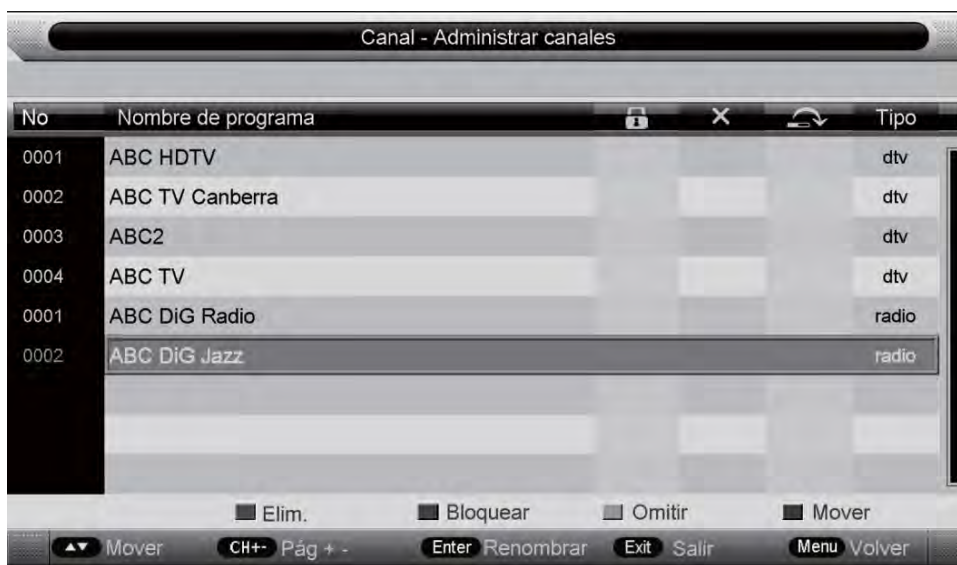 Canal - Administrar canales
No Nombre de programa Tipo
0001 ABC HDTV dtv
0002 ABC TV Canberra dtv
0003 ABC2 dtv
0004 ABC TV dtv
0001 ABC DiG Radio radio
0002 ABC DiG Jazz radio
Elim. Bloquear Omitir Mover
Mover CH+- Pág + - Enter Renombrar Exit Salir Menu Volver